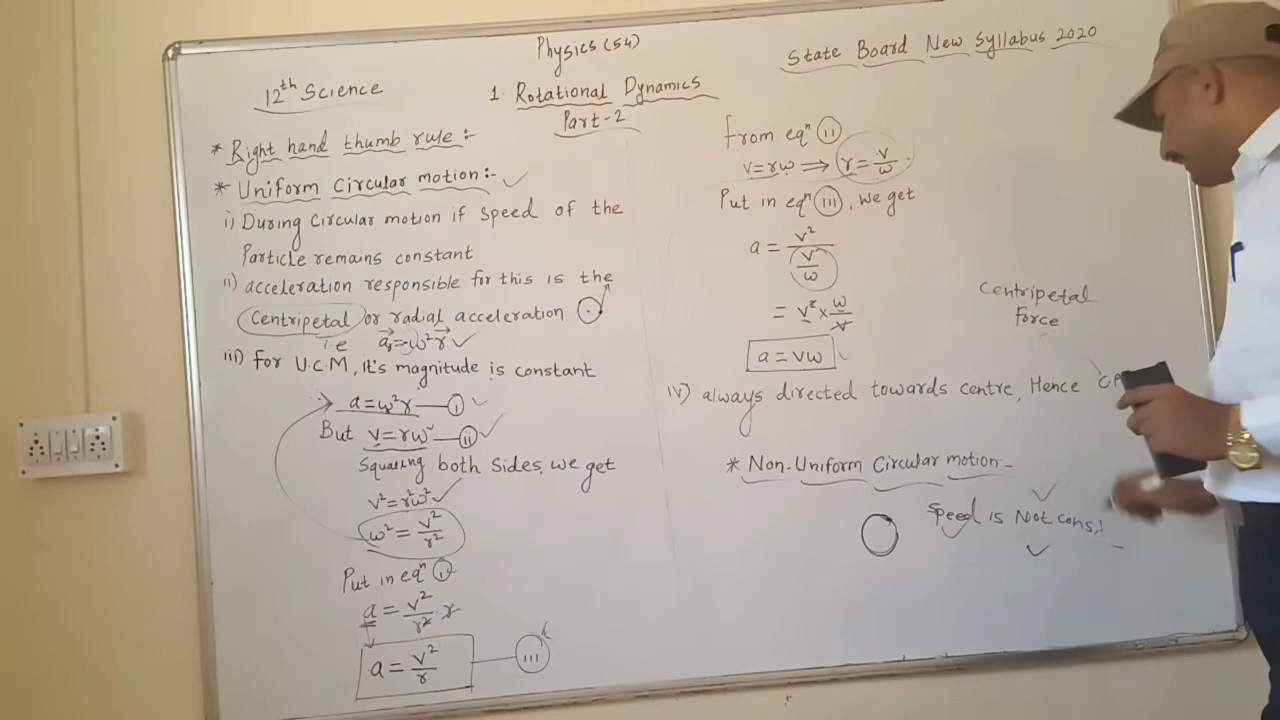 Physics (54)
State Board New Syllabus 2020
12th Science
1. Rotational Dynamics
Part-2
* Right hand thumb rule:-
* Uniform Circular motion:-
i) During Circular motion if Speed of the
Particle remains constant
ii) acceleration responsible for this is the
Centripetal or radial acceleration
i.e a⃗r = -ω²r⃗
iii) for U.C.M, it's magnitude is constant
a = ω²r — (i)
But v = rω — (ii)
Squaring both Sides, we get
v² = r²ω²
ω² = v²/r²
Put in eqⁿ (i)
a = v²/r² · r
a = v²/r — (iii)
from eqⁿ (ii)
v = rω ⟹ r = v/ω
Put in eqⁿ (iii), we get
a = v²/(v/ω)
= v² × ω/v
a = vω
Centripetal
force
iv) always directed towards centre, Hence
* Non-Uniform Circular motion:-
Speed is Not const